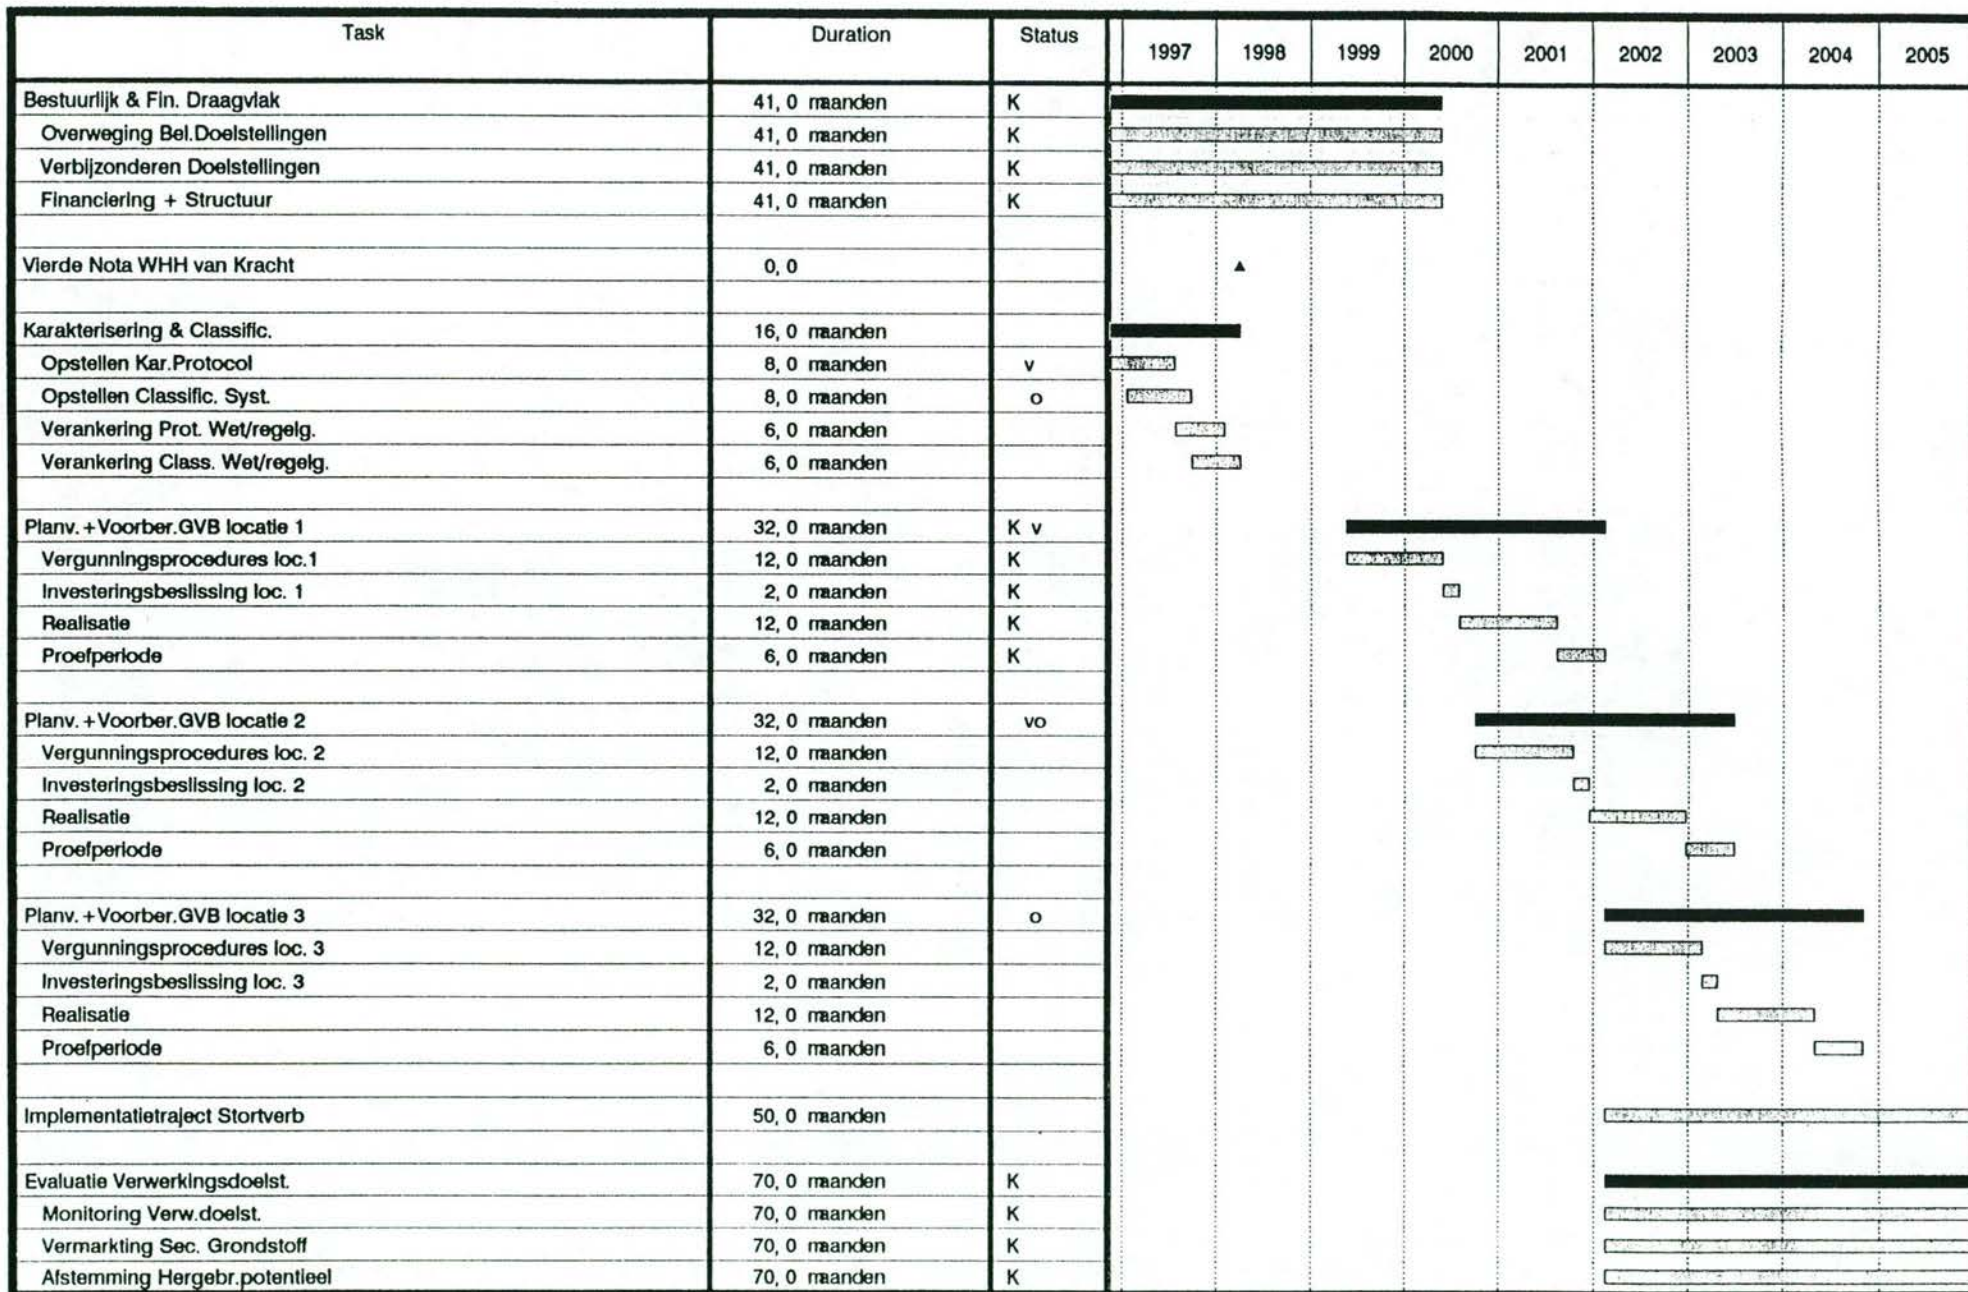 Task Duration Status 1997 1998 1999 2000 2001 2002 2003 2004 2005
Bestuurlijk & Fin. Draagvlak 41, 0 maanden K
Overweging Bel.Doelstellingen 41, 0 maanden K
Verbijzonderen Doelstellingen 41, 0 maanden K
Financiering + Structuur 41, 0 maanden K
Vierde Nota WHH van Kracht 0, 0
Karakterisering & Classific. 16, 0 maanden
Opstellen Kar.Protocol 8, 0 maanden v
Opstellen Classific. Syst. 8, 0 maanden o
Verankering Prot. Wet/regelg. 6, 0 maanden
Verankering Class. Wet/regelg. 6, 0 maanden
Planv.+Voorber.GVB locatie 1 32, 0 maanden K v
Vergunningsprocedures loc.1 12, 0 maanden K
Investeringsbeslissing loc. 1 2, 0 maanden K
Realisatie 12, 0 maanden K
Proefperiode 6, 0 maanden K
Planv.+Voorber.GVB locatie 2 32, 0 maanden vo
Vergunningsprocedures loc. 2 12, 0 maanden
Investeringsbeslissing loc. 2 2, 0 maanden
Realisatie 12, 0 maanden
Proefperiode 6, 0 maanden
Planv.+Voorber.GVB locatie 3 32, 0 maanden o
Vergunningsprocedures loc. 3 12, 0 maanden
Investeringsbeslissing loc. 3 2, 0 maanden
Realisatie 12, 0 maanden
Proefperiode 6, 0 maanden
Implementatietraject Stortverb 50, 0 maanden
Evaluatie Verwerkingsdoelst. 70, 0 maanden K
Monitoring Verw.doelst. 70, 0 maanden K
Vermarkting Sec. Grondstoff 70, 0 maanden K
Afstemming Hergebr.potentieel 70, 0 maanden K